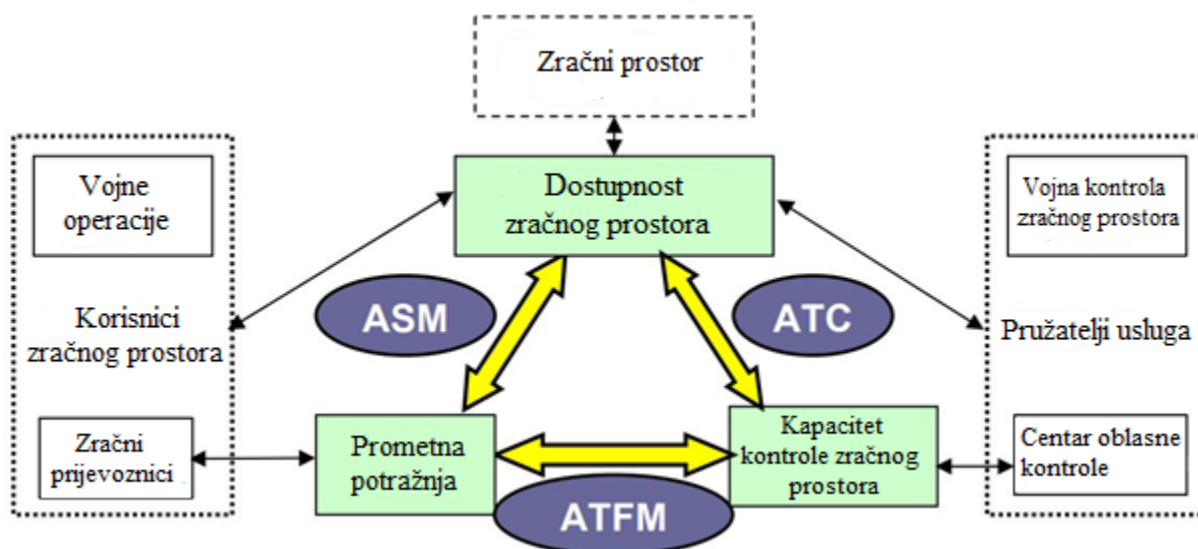 Zračni prostor
Vojne
operacije
Dostupnost
zračnog prostora
Vojna kontrola
zračnog prostora
ASM
ATC
Korisnici
zračnog prostora
Pružatelji usluga
Zračni
prijevoznici
Prometna
potražnja
Kapacitet
kontrole zračnog
prostora
Centar oblasne
kontrole
ATFM